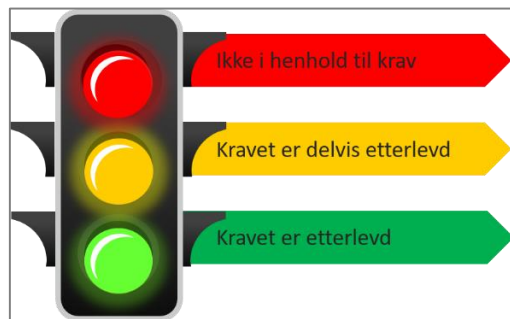 Ikke i henhold til krav
Kravet er delvis etterlevd
Kravet er etterlevd